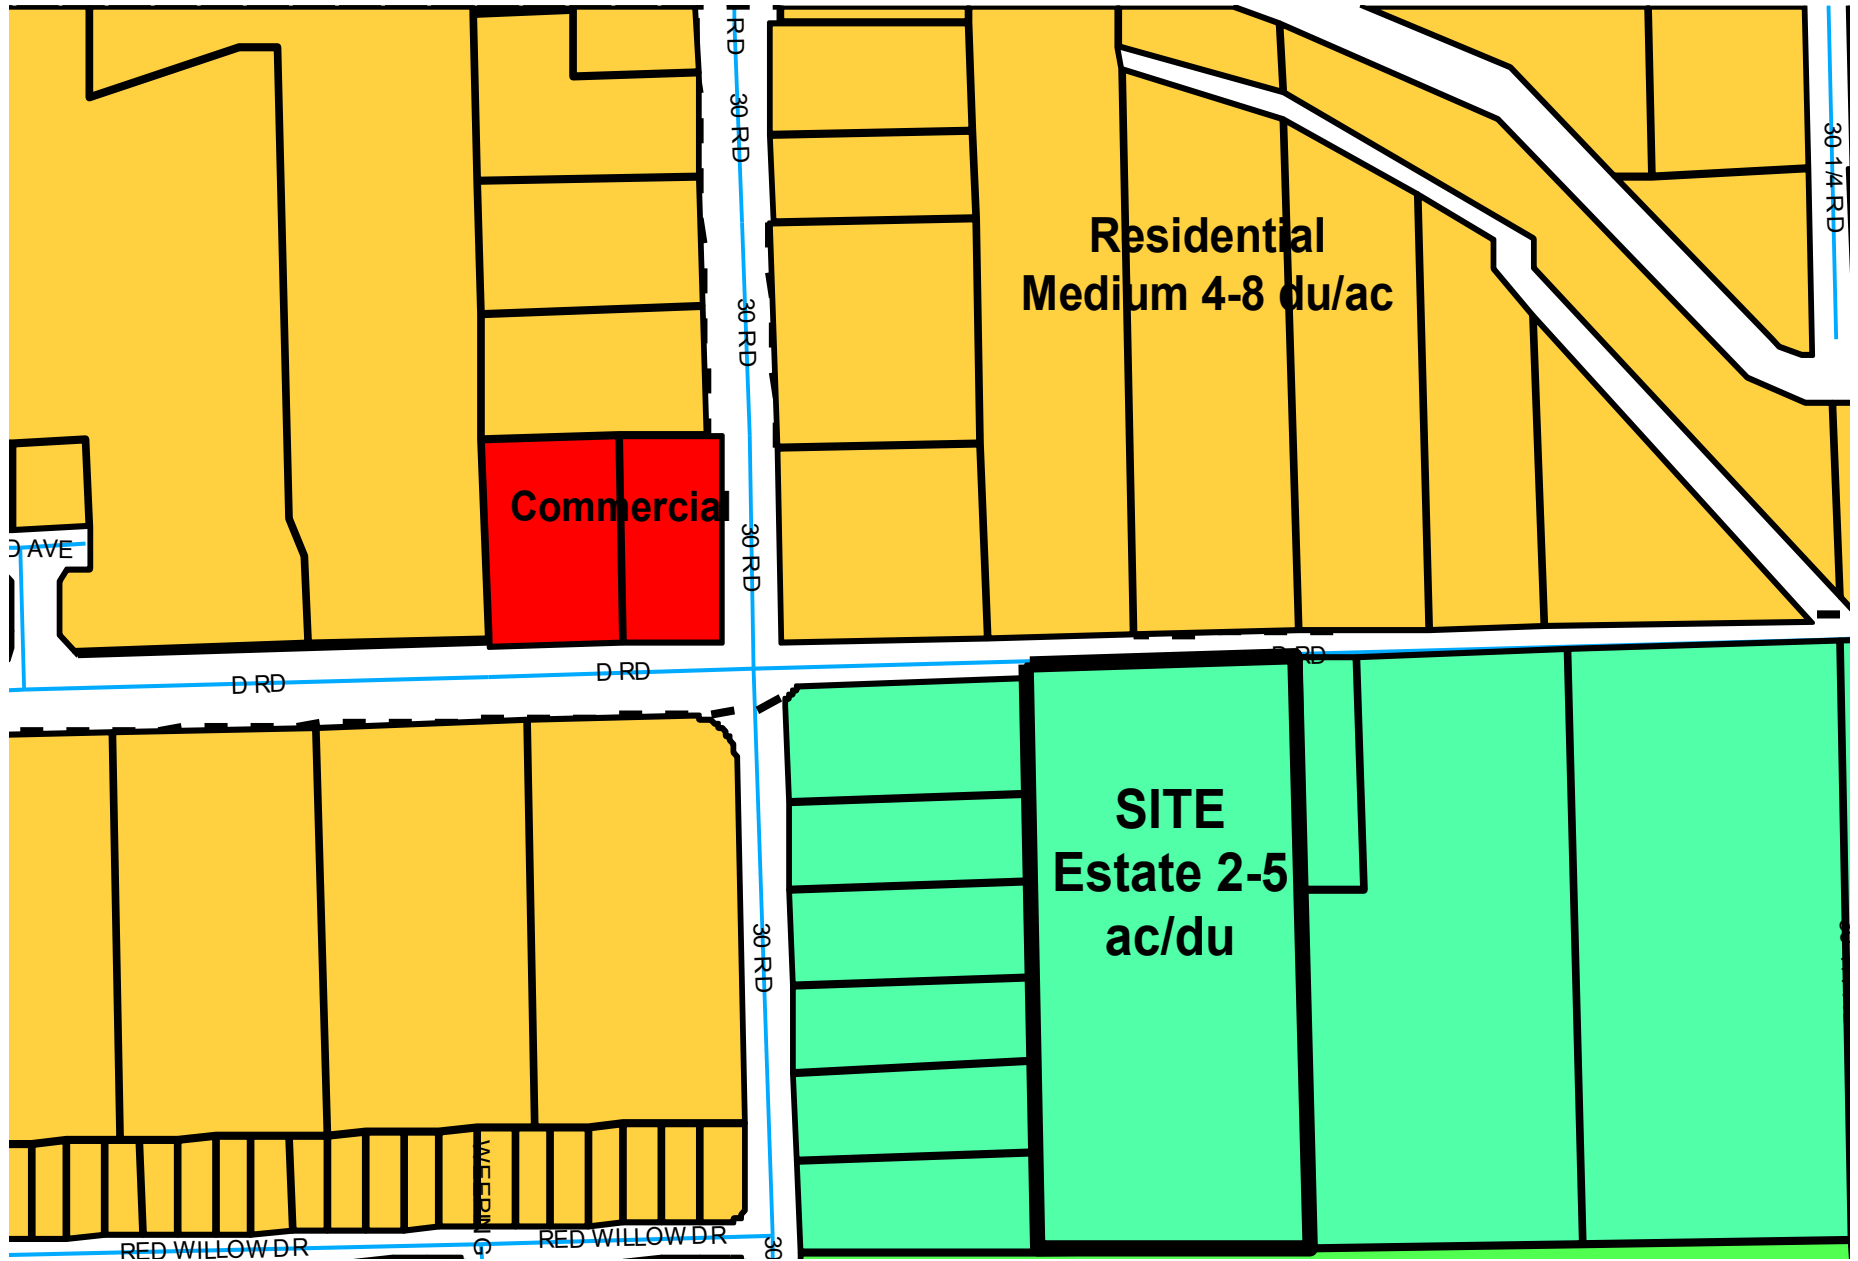 RD
30 RD
30 1/4 RD
Residential
Medium 4-8 du/ac
30 RD
Commercial
30 RD
D AVE
D RD
D RD
D RD
SITE
Estate 2-5
ac/du
30 RD
RED WILLOW DR
RED WILLOW DR
30